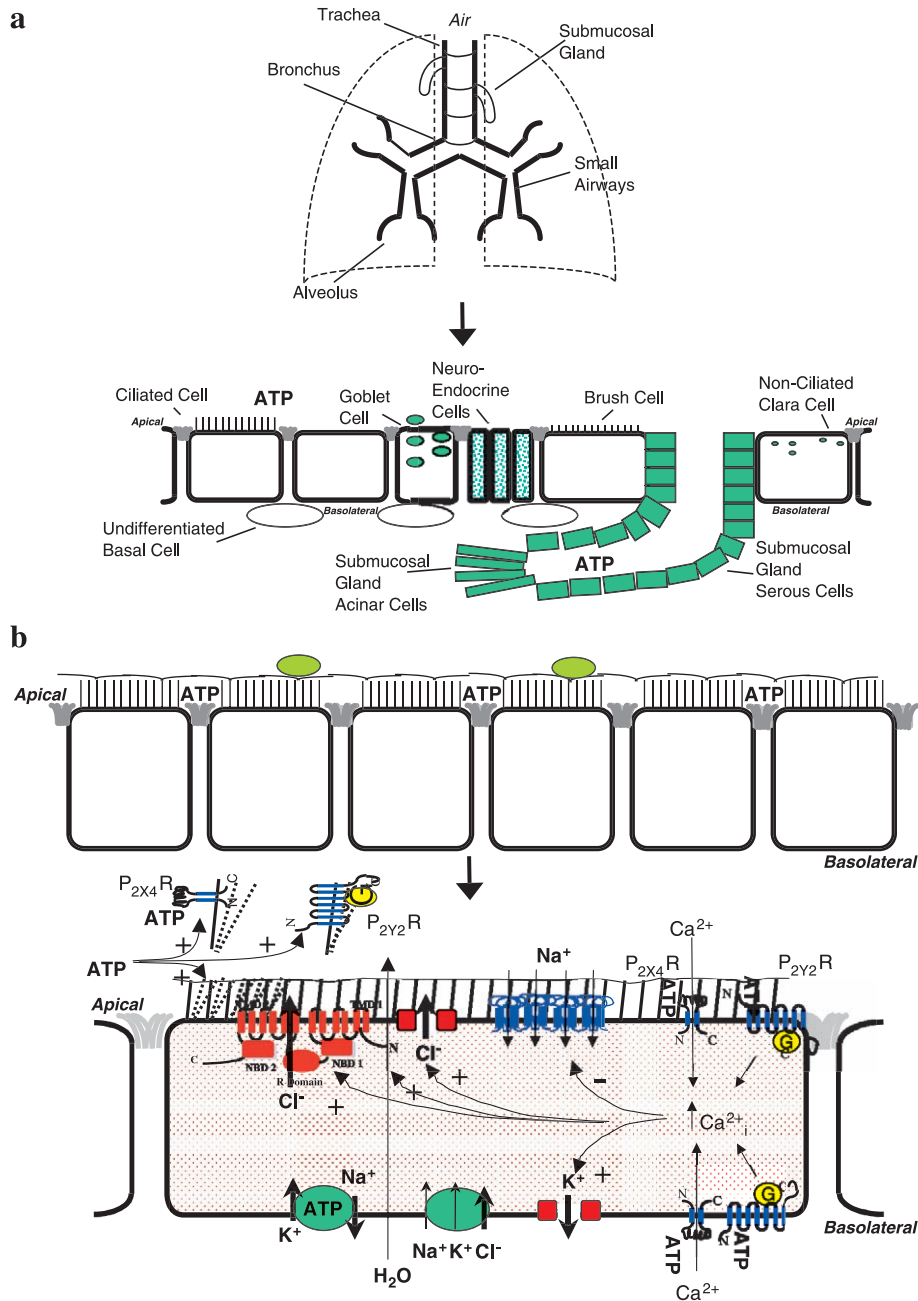 a
Trachea
Air
Submucosal
Gland
Bronchus
Small
Airways
Alveolus
Ciliated Cell
ATP
Goblet
Cell
Neuro-
Endocrine
Cells
Brush Cell
Non-Ciliated
Clara Cell
Apical
Apical
Basolateral
Basolateral
Undifferentiated
Basal Cell
Submucosal
Gland
Acinar Cells
ATP
Submucosal
Gland
Serous Cells
b
Apical
ATP
ATP
ATP
Basolateral
P2X4R
ATP
N
C
N
P2Y2R
+
+
+
ATP
Apical
TMD 1
N
C
NBD 2
NBD 1
R Domain
Cl-
Cl-
Na+
P2X4R
Ca2+
P2Y2R
ATP
ATP
N
C
N
G
+
+
+
-
+
Ca2+i
K+
Na+
ATP
K+
Na+ K+ Cl-
H2O
N
C
G
C
N
ATP
ATP
Ca2+
Basolateral